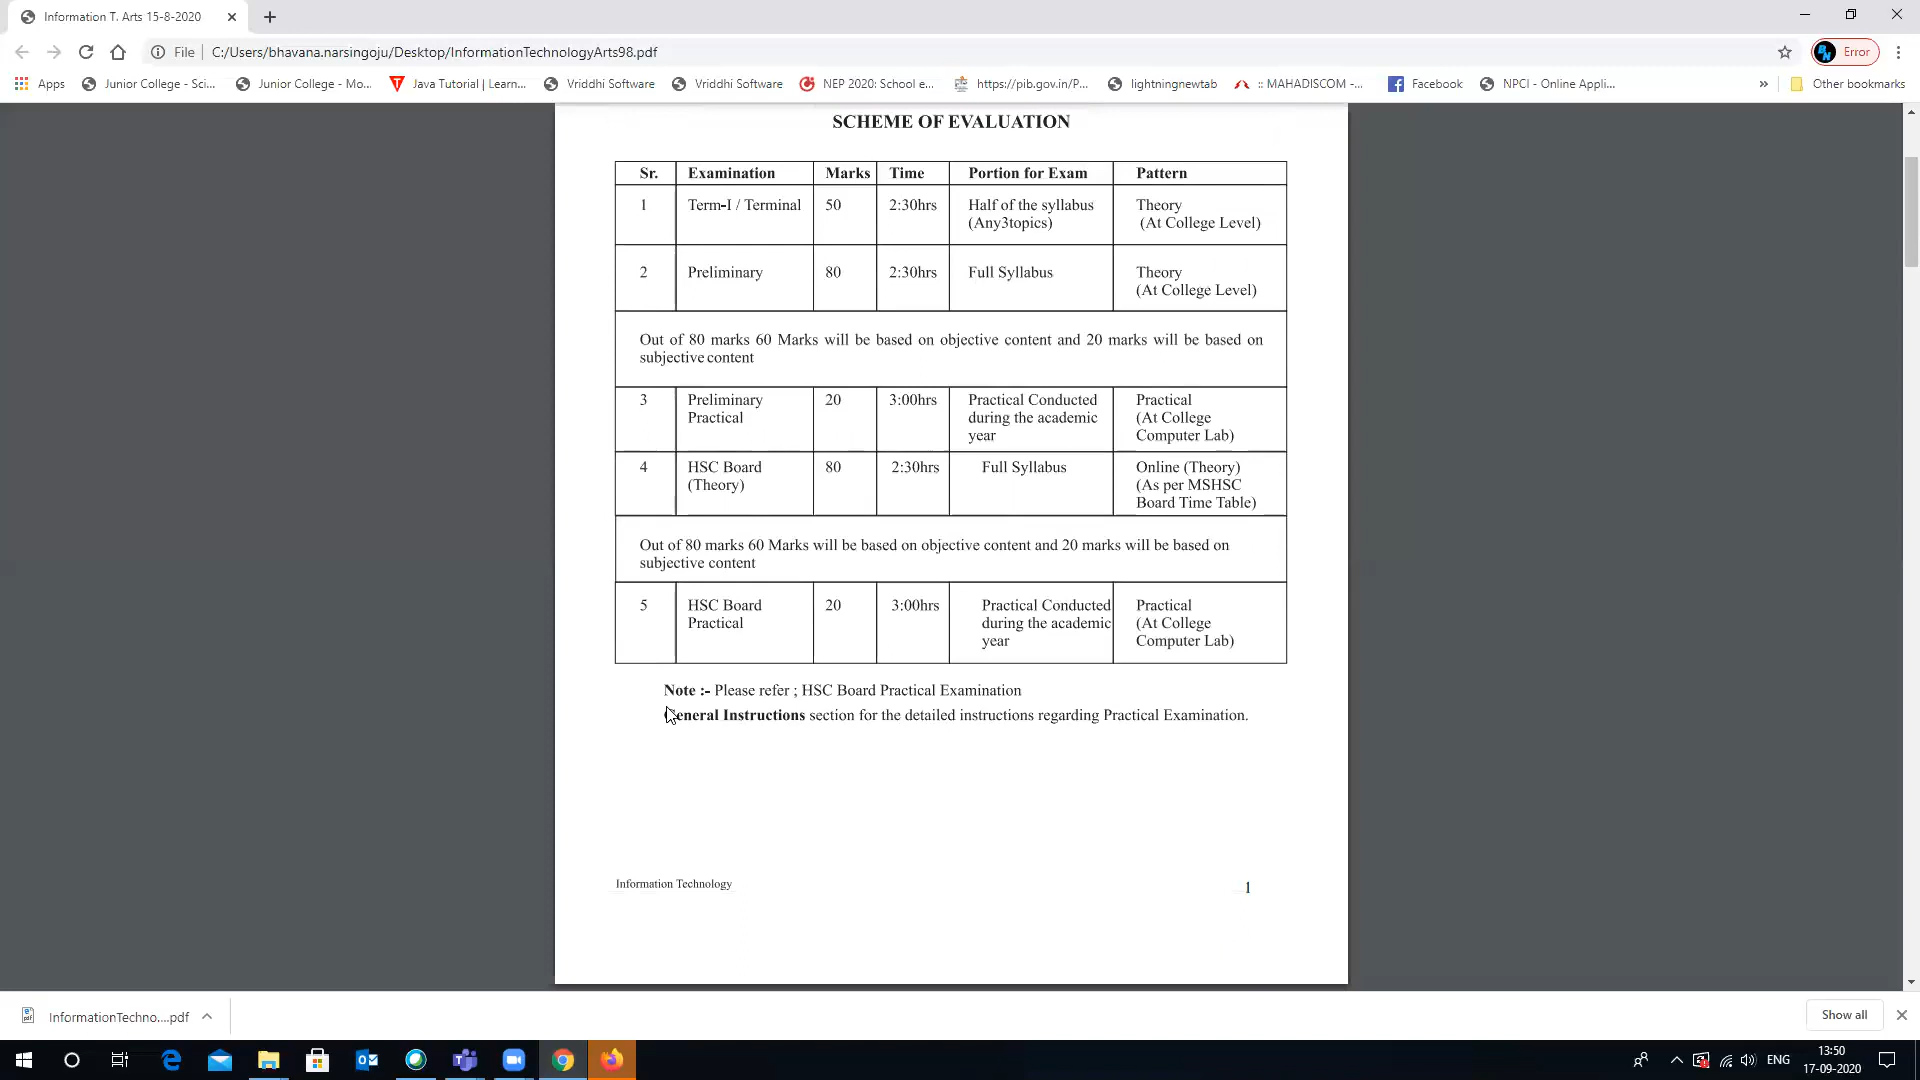 Information T. Arts 15-8-2020
File | C:/Users/bhavana.narsingoju/Desktop/InformationTechnologyArts98.pdf
Error
Apps Junior College - Sci... Junior College - Mo... Java Tutorial | Learn... Vriddhi Software Vriddhi Software NEP 2020: School e... https://pib.gov.in/P... lightningnewtab :: MAHADISCOM -... Facebook NPCI - Online Appli... » Other bookmarks
SCHEME OF EVALUATION
Sr. Examination Marks Time Portion for Exam Pattern
1 Term-I / Terminal 50 2:30hrs Half of the syllabus Theory
(Any3topics) (At College Level)
2 Preliminary 80 2:30hrs Full Syllabus Theory
(At College Level)
Out of 80 marks 60 Marks will be based on objective content and 20 marks will be based on
subjective content
3 Preliminary 20 3:00hrs Practical Conducted Practical
Practical during the academic (At College
year Computer Lab)
4 HSC Board 80 2:30hrs Full Syllabus Online (Theory)
(Theory) (As per MSHSC
Board Time Table)
Out of 80 marks 60 Marks will be based on objective content and 20 marks will be based on
subjective content
5 HSC Board 20 3:00hrs Practical Conducted Practical
Practical during the academic (At College
year Computer Lab)
Note :- Please refer ; HSC Board Practical Examination
General Instructions section for the detailed instructions regarding Practical Examination.
Information Technology 1
InformationTechno....pdf Show all
ENG 13:50
17-09-2020